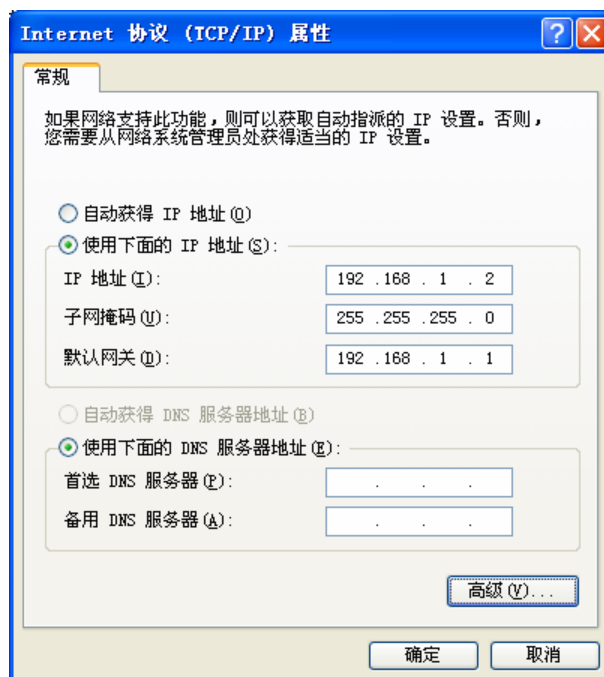 Internet 协议 (TCP/IP) 属性
常规
如果网络支持此功能，则可以获取自动指派的 IP 设置。否则，
您需要从网络系统管理员处获得适当的 IP 设置。
自动获得 IP 地址(O)
使用下面的 IP 地址(S):
IP 地址(I): 192 .168 . 1 . 2
子网掩码(U): 255 .255 .255 . 0
默认网关(D): 192 .168 . 1 . 1
自动获得 DNS 服务器地址(B)
使用下面的 DNS 服务器地址(E):
首选 DNS 服务器(P): . . .
备用 DNS 服务器(A): . . .
高级(V)...
确定 取消